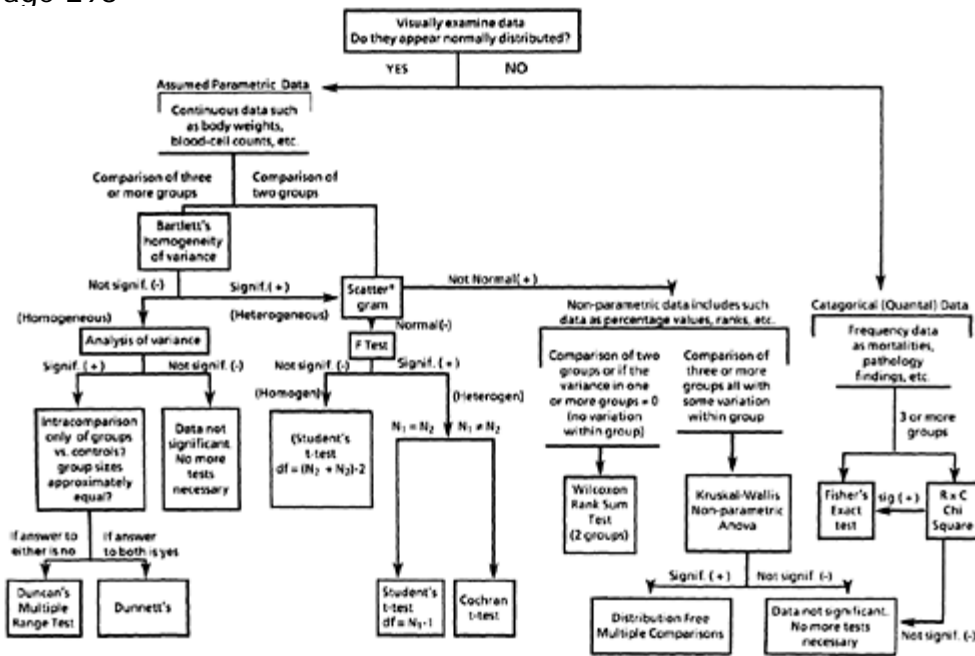 Visually examine data
Do they appear normally distributed?
YES
NO
Assumed Parametric Data
Continuous data such
as body weights,
blood-cell counts, etc.
Comparison of three
or more groups
Comparison of
two groups
Bartlett's
homogeneity
of variance
Not signif. (-)
Signif. (+)
(Homogeneous)
(Heterogeneous)
Scatter*
gram
Not Normal(+)
Normal(-)
Analysis of variance
F Test
Signif. (+)
Not signif. (-)
Not signif. (-)
Signif. (+)
(Homogen)
(Heterogen)
Intracomparison
only of groups
vs. controls?
group sizes
approximately
equal?
Data not
significant.
No more
tests
necessary
(Student's
t-test
df = (N2 + N2)-2
N1 = N2
N1 ≠ N2
If answer to
either is no
If answer
to both is yes
Duncan's
Multiple
Range Test
Dunnett's
Student's
t-test
df = N1-1
Cochran
t-test
Non-parametric data includes such
data as percentage values, ranks, etc.
Comparison of two
groups or if the
variance in one
or more groups = 0
(no variation
within group)
Comparison of
three or more
groups all with
some variation
within group
Wilcoxon
Rank Sum
Test
(2 groups)
Kruskal-Wallis
Non-parametric
Anova
Signif. (+)
Not signif. (-)
Distribution Free
Multiple Comparisons
Data not significant.
No more tests
necessary
Catagorical (Quantal) Data
Frequency data
as mortalities,
pathology
findings, etc.
3 or more
groups
Fisher's
Exact
test
sig (+)
R x C
Chi
Square
Not signif. (-)